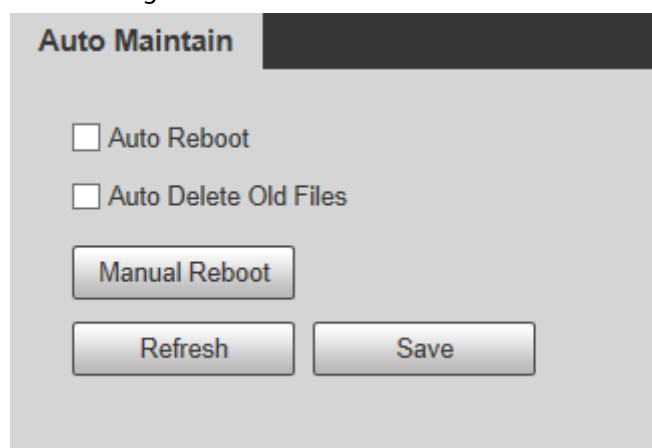 Auto Maintain
Auto Reboot
Auto Delete Old Files
Manual Reboot
Refresh Save